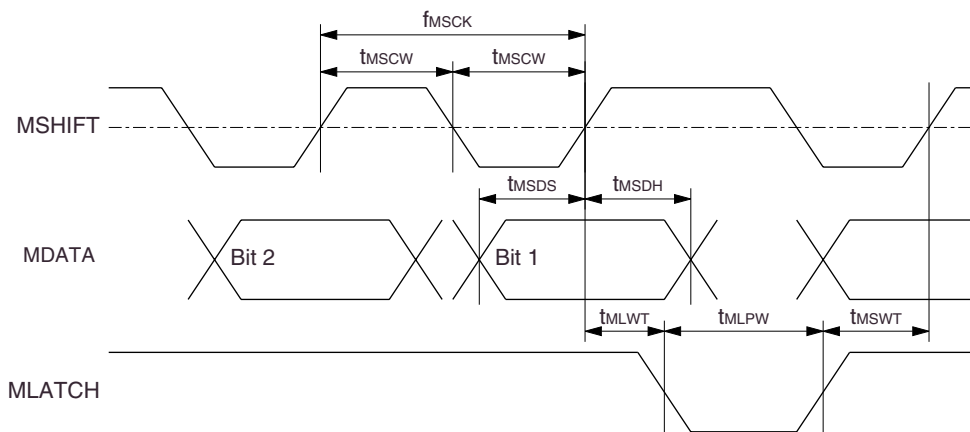 fMSCK
tMSCW tMSCW
MSHIFT
tMSDS tMSDH
MDATA Bit 2 Bit 1
tMLWT tMLPW tMSWT
MLATCH